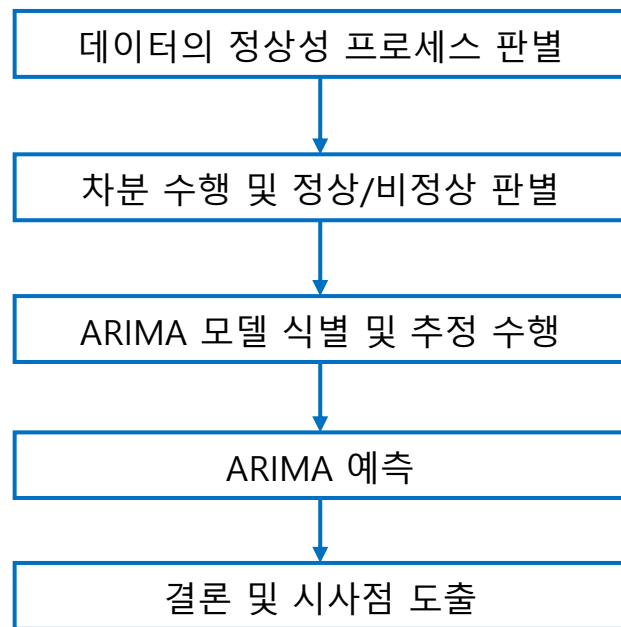 데이터의 정상성 프로세스 판별
차분 수행 및 정상/비정상 판별
ARIMA 모델 식별 및 추정 수행
ARIMA 예측
결론 및 시사점 도출